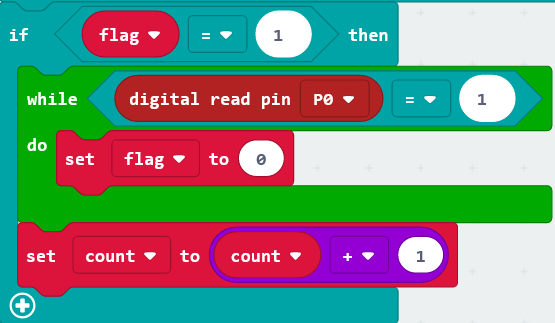 if flag = 1 then
while digital read pin P0 = 1
do set flag to 0
set count to count + 1